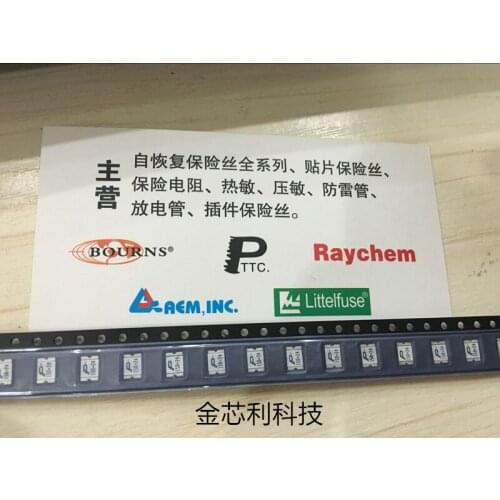 主营
自恢复保险丝全系列、贴片保险丝、
保险电阻、热敏、压敏、防雷管、
放电管、插件保险丝。
BOURNS®
P TTC.
Raychem
AEM, INC.
Littelfuse®
金芯利科技